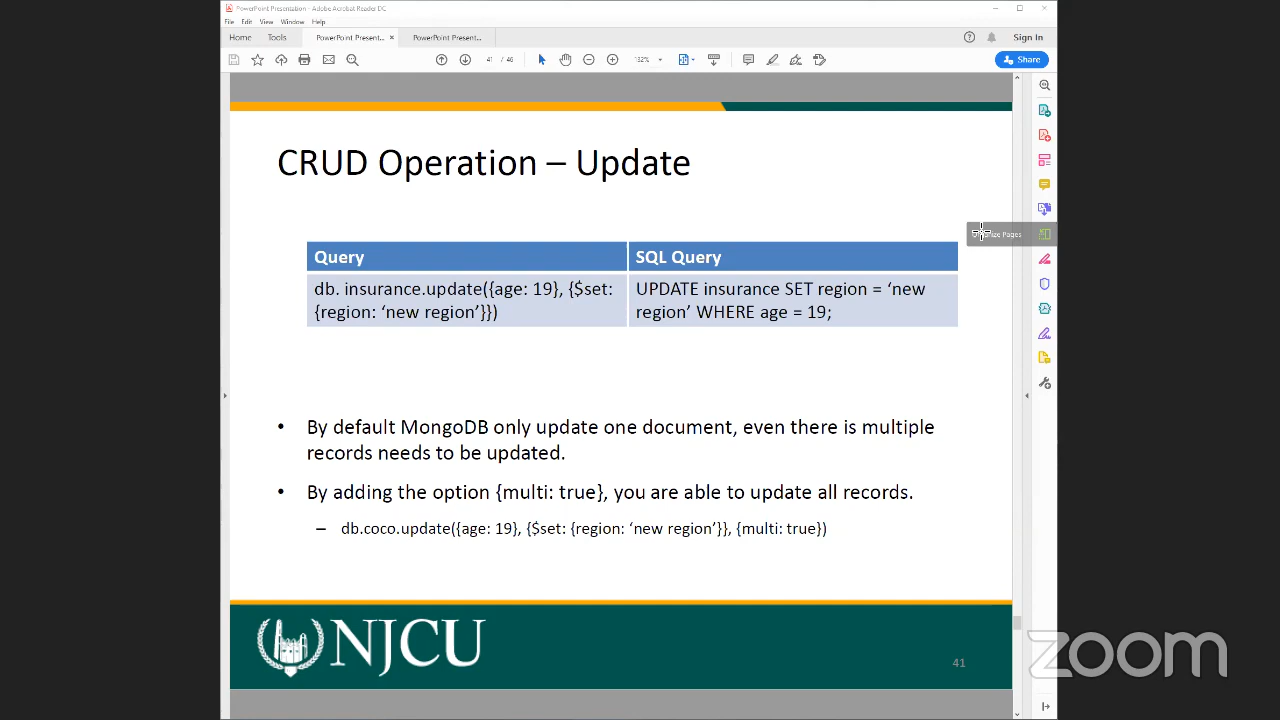 PowerPoint Presentation - Adobe Acrobat Reader DC
File Edit View Window Help
Home Tools PowerPoint Present... × PowerPoint Present... Sign In
41 / 46 132% Share
CRUD Operation – Update
Query SQL Query
db. insurance.update({age: 19}, {$set: {region: ‘new region’}})
UPDATE insurance SET region = ‘new region’ WHERE age = 19;
Pages
• By default MongoDB only update one document, even there is multiple
records needs to be updated.
• By adding the option {multi: true}, you are able to update all records.
– db.coco.update({age: 19}, {$set: {region: ‘new region’}}, {multi: true})
NJCU
41
zoom